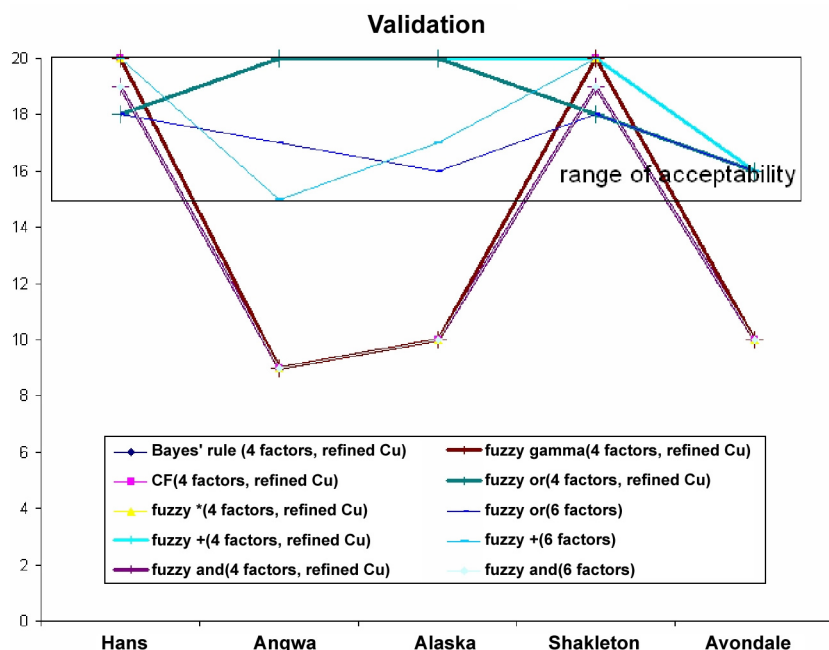 Validation
20
18
16
range of acceptability
14
12
10
8
6
Bayes' rule (4 factors, refined Cu)
fuzzy gamma(4 factors, refined Cu)
CF(4 factors, refined Cu)
fuzzy or(4 factors, refined Cu)
fuzzy *(4 factors, refined Cu)
fuzzy or(6 factors)
fuzzy +(4 factors, refined Cu)
fuzzy +(6 factors)
fuzzy and(4 factors, refined Cu)
fuzzy and(6 factors)
4
2
0
Hans Angwa Alaska Shakleton Avondale